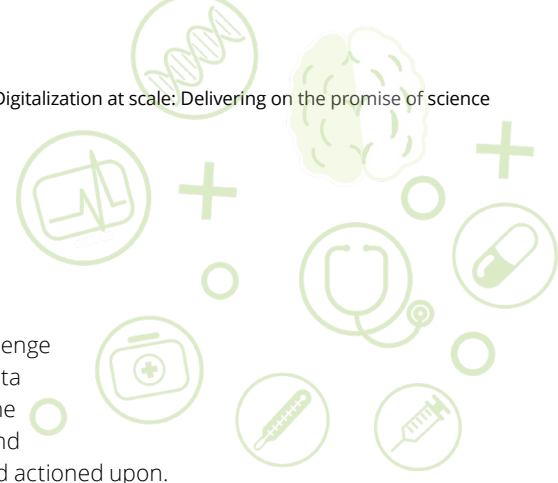 Digitalization at scale: Delivering on the promise of science
enge
ta
ne
nd
d actioned upon.